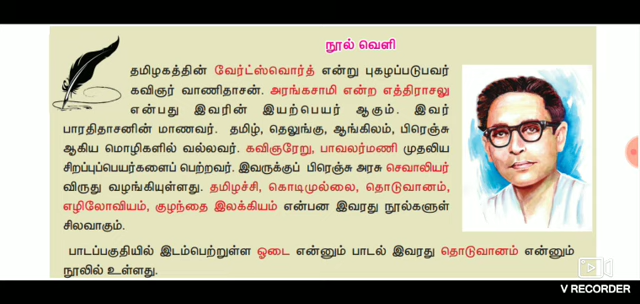 நூல் வெளி
தமிழகத்தின் வேர்ட்ஸ்வொர்த் என்று புகழப்படுபவர்
கவிஞர் வாணிதாசன். அரங்கசாமி என்ற எத்திராசலு
என்பது இவரின் இயற்பெயர் ஆகும். இவர்
பாரதிதாசனின் மாணவர். தமிழ், தெலுங்கு, ஆங்கிலம், பிரெஞ்சு
ஆகிய மொழிகளில் வல்லவர். கவிஞரேறு, பாவலர்மணி முதலிய
சிறப்புப்பெயர்களைப் பெற்றவர். இவருக்குப் பிரெஞ்சு அரசு செவாலியர்
விருது வழங்கியுள்ளது. தமிழச்சி, கொடிமுல்லை, தொடுவானம்,
எழிலோவியம், குழந்தை இலக்கியம் என்பன இவரது நூல்களுள்
சிலவாகும்.
பாடப்பகுதியில் இடம்பெற்றுள்ள ஓடை என்னும் பாடல் இவரது தொடுவானம் என்னும்
நூலில் உள்ளது.
V RECORDER